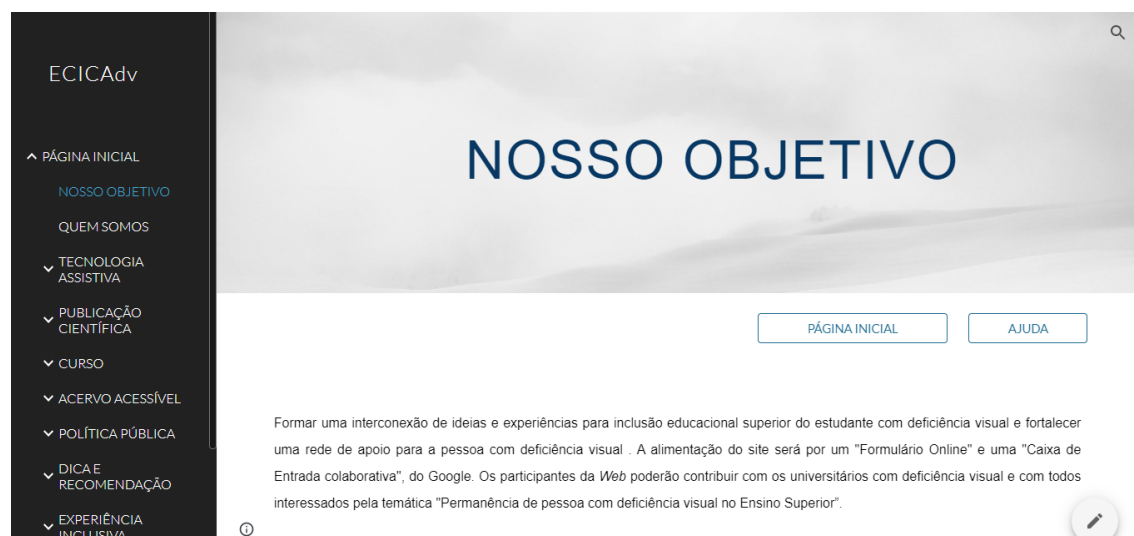 ECICAdv
PÁGINA INICIAL
NOSSO OBJETIVO
QUEM SOMOS
TECNOLOGIA
ASSISTIVA
PUBLICAÇÃO
CIENTÍFICA
CURSO
ACERVO ACESSÍVEL
POLÍTICA PÚBLICA
DICA E
RECOMENDAÇÃO
EXPERIÊNCIA
INCLUSIVA
NOSSO OBJETIVO
PÁGINA INICIAL
AJUDA
Formar uma interconexão de ideias e experiências para inclusão educacional superior do estudante com deficiência visual e fortalecer
uma rede de apoio para a pessoa com deficiência visual . A alimentação do site será por um "Formulário Online" e uma "Caixa de
Entrada colaborativa", do Google. Os participantes da Web poderão contribuir com os universitários com deficiência visual e com todos
interessados pela temática "Permanência de pessoa com deficiência visual no Ensino Superior".